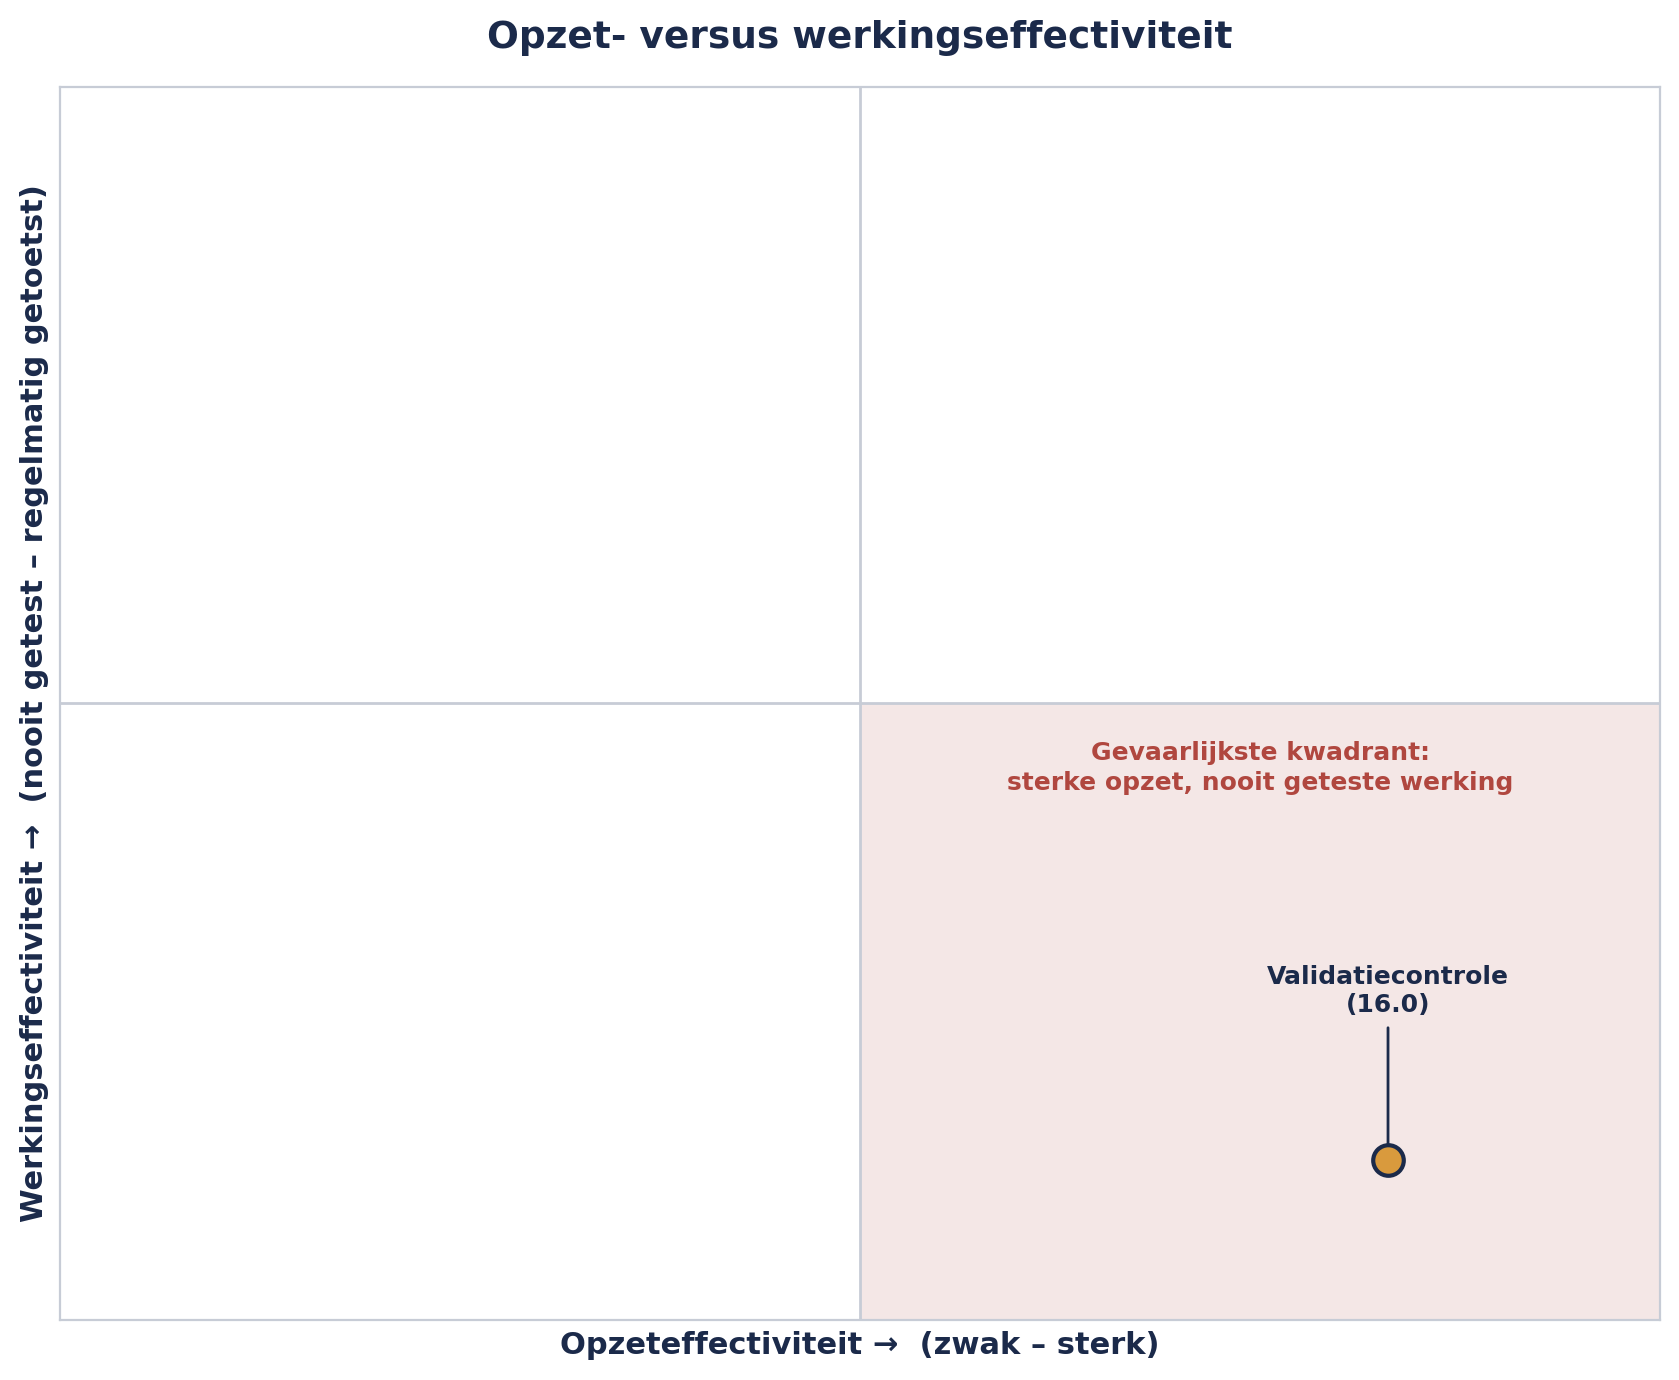 Opzet- versus werkingseffectiviteit
Werkingseffectiviteit → (nooit getest – regelmatig getoetst)
Gevaarlijkste kwadrant:
sterke opzet, nooit geteste werking
Validatiecontrole
(16.0)
Opzeteffectiviteit → (zwak – sterk)